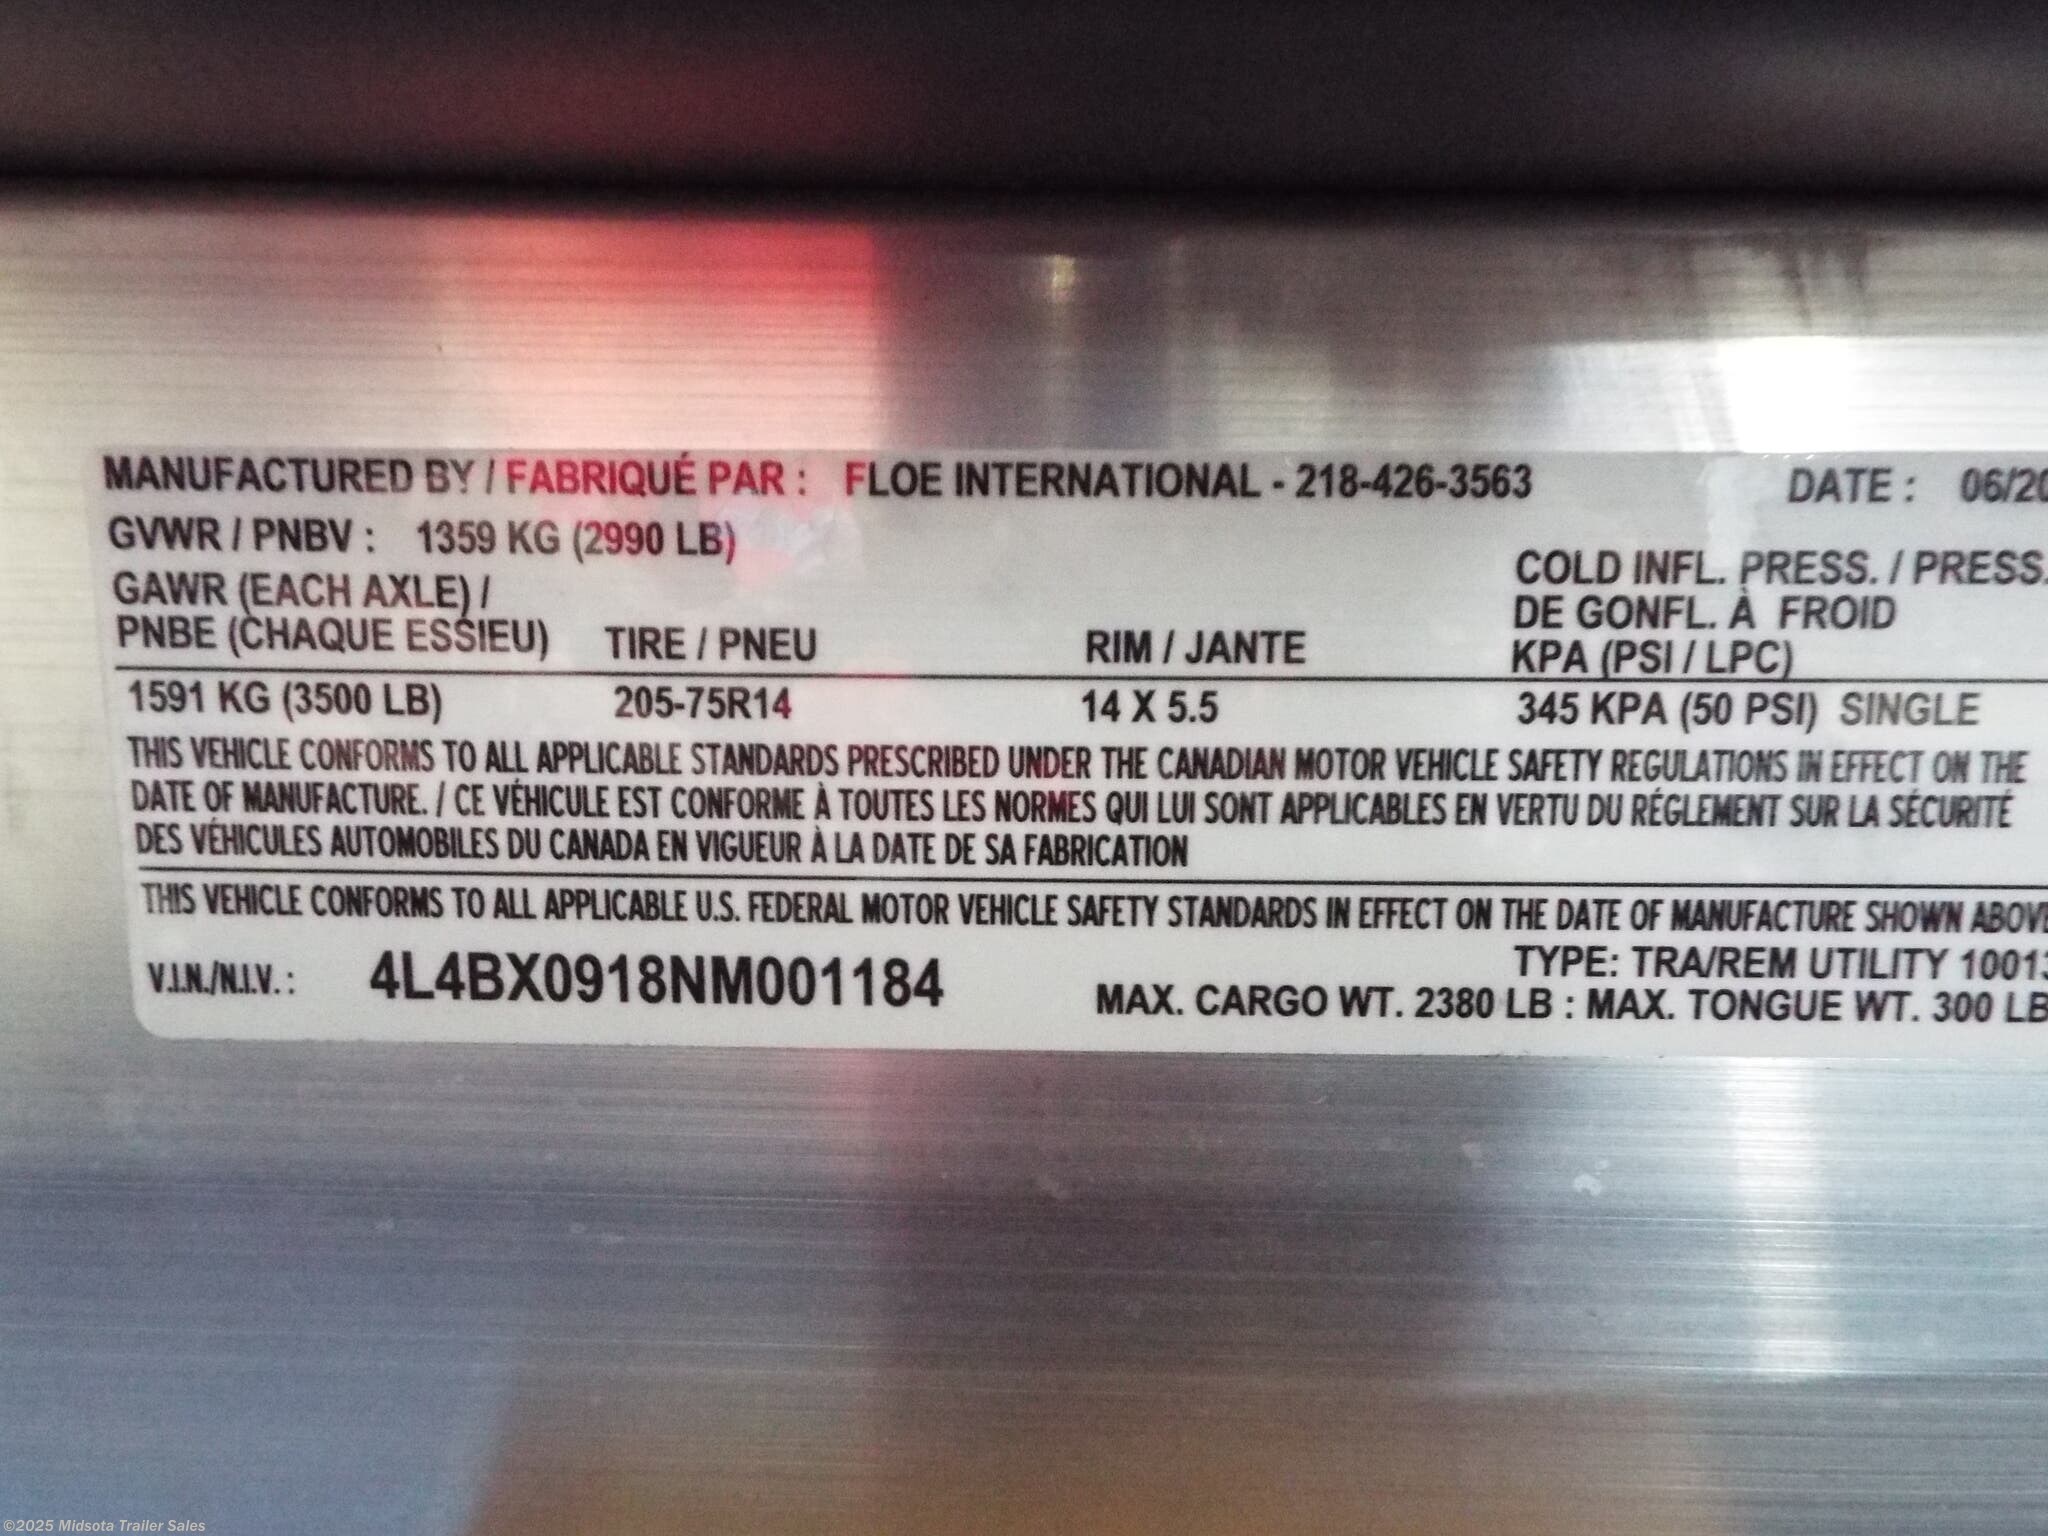 MANUFACTURED BY / FABRIQUÉ PAR : FLOE INTERNATIONAL - 218-426-3563 DATE : 06/20
GVWR / PNBV : 1359 KG (2990 LB)
COLD INFL. PRESS. / PRESS.
GAWR (EACH AXLE) / DE GONFL. À FROID
PNBE (CHAQUE ESSIEU) TIRE / PNEU RIM / JANTE KPA (PSI / LPC)
1591 KG (3500 LB) 205-75R14 14 X 5.5 345 KPA (50 PSI) SINGLE
THIS VEHICLE CONFORMS TO ALL APPLICABLE STANDARDS PRESCRIBED UNDER THE CANADIAN MOTOR VEHICLE SAFETY REGULATIONS IN EFFECT ON THE
DATE OF MANUFACTURE. / CE VÉHICULE EST CONFORME À TOUTES LES NORMES QUI LUI SONT APPLICABLES EN VERTU DU RÉGLEMENT SUR LA SÉCURITÉ
DES VÉHICULES AUTOMOBILES DU CANADA EN VIGUEUR À LA DATE DE SA FABRICATION
THIS VEHICLE CONFORMS TO ALL APPLICABLE U.S. FEDERAL MOTOR VEHICLE SAFETY STANDARDS IN EFFECT ON THE DATE OF MANUFACTURE SHOWN ABOVE
TYPE: TRA/REM UTILITY 10013
V.I.N./N.I.V. : 4L4BX0918NM001184
MAX. CARGO WT. 2380 LB : MAX. TONGUE WT. 300 LB
©2025 Midsota Trailer Sales